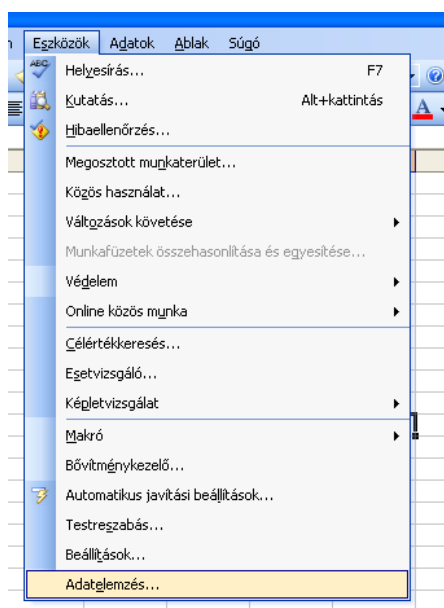 Eszközök Adatok Ablak Súgó
Helyesírás... F7
Kutatás... Alt+kattintás
Hibaellenőrzés...
Megosztott munkaterület...
Közös használat...
Változások követése
Munkafüzetek összehasonlítása és egyesítése...
Védelem
Online közös munka
Célértékkeresés...
Esetvizsgáló...
Képletvizsgálat
Makró
Bővítménykezelő...
Automatikus javítási beállítások...
Testreszabás...
Beállítások...
Adatelemzés...